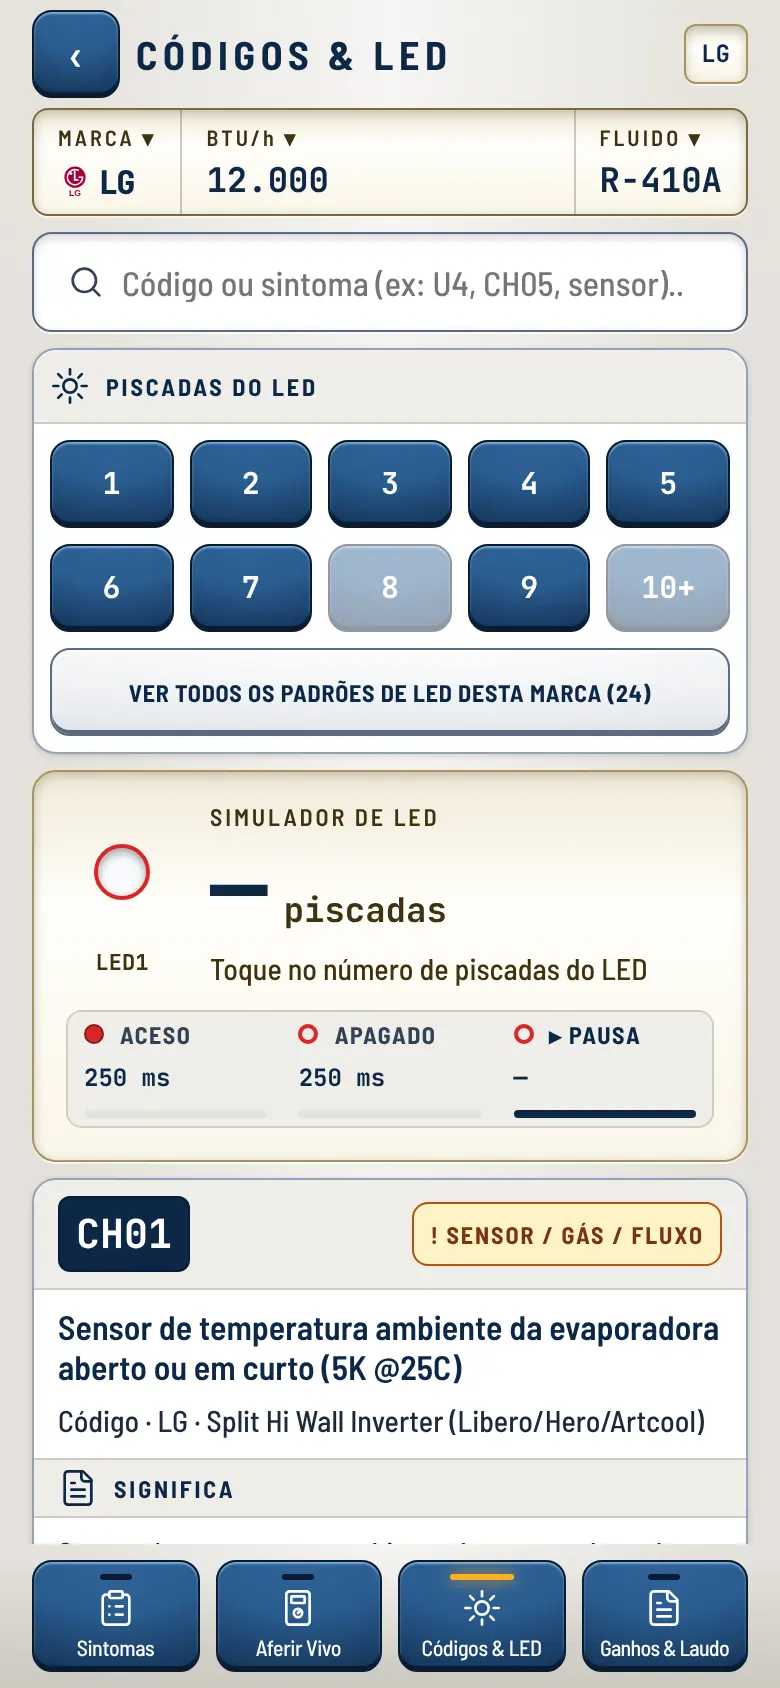 ‹ CÓDIGOS & LED LG
MARCA ▼ BTU/h ▼ FLUIDO ▼
LG LG 12.000 R-410A
Código ou sintoma (ex: U4, CH05, sensor)..
PISCADAS DO LED
1 2 3 4 5
6 7 8 9 10+
VER TODOS OS PADRÕES DE LED DESTA MARCA (24)
SIMULADOR DE LED
— piscadas
LED1 Toque no número de piscadas do LED
ACESO APAGADO ▶ PAUSA
250 ms 250 ms —
CH01 ! SENSOR / GÁS / FLUXO
Sensor de temperatura ambiente da evaporadora
aberto ou em curto (5K @25C)
Código · LG · Split Hi Wall Inverter (Libero/Hero/Artcool)
SIGNIFICA
Sintomas Aferir Vivo Códigos & LED Ganhos & Laudo